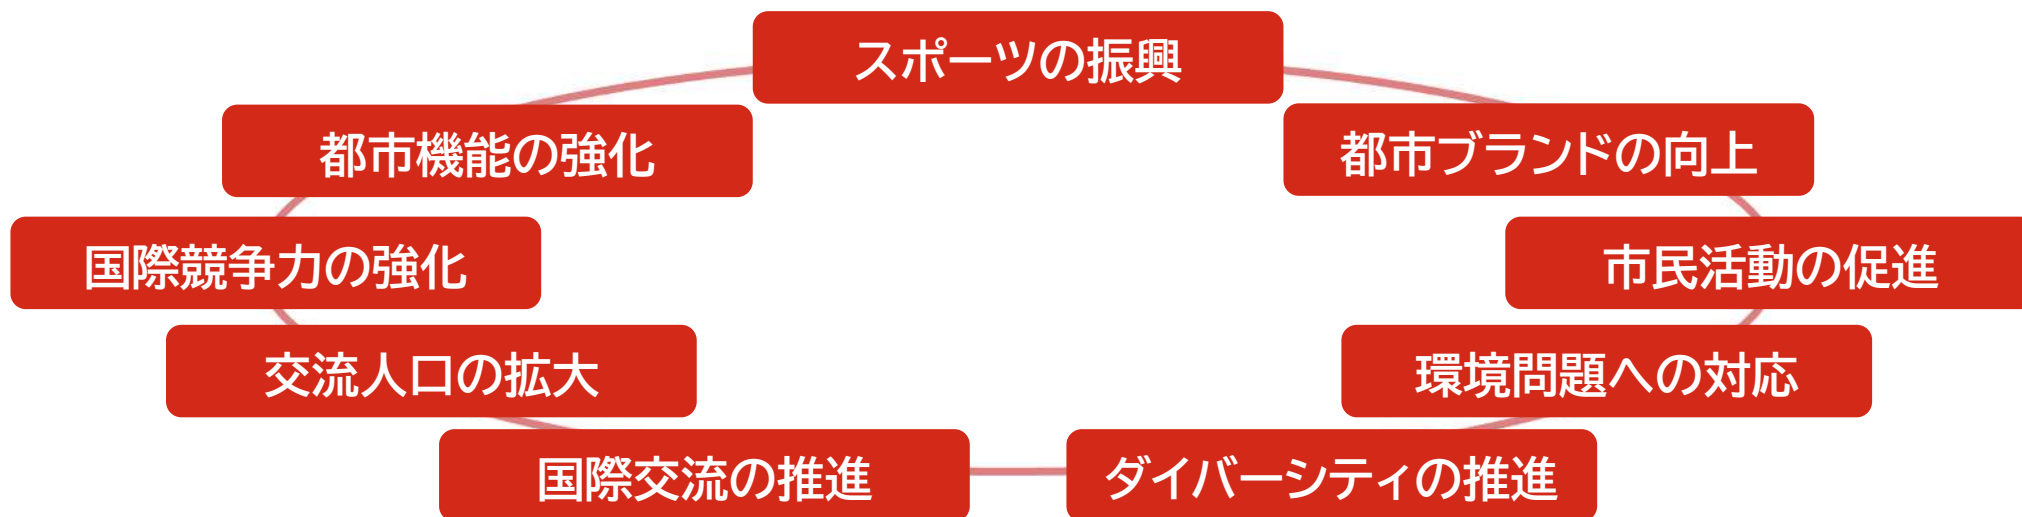 スポーツの振興
都市機能の強化
都市ブランドの向上
国際競争力の強化
市民活動の促進
交流人口の拡大
環境問題への対応
国際交流の推進
ダイバーシティの推進